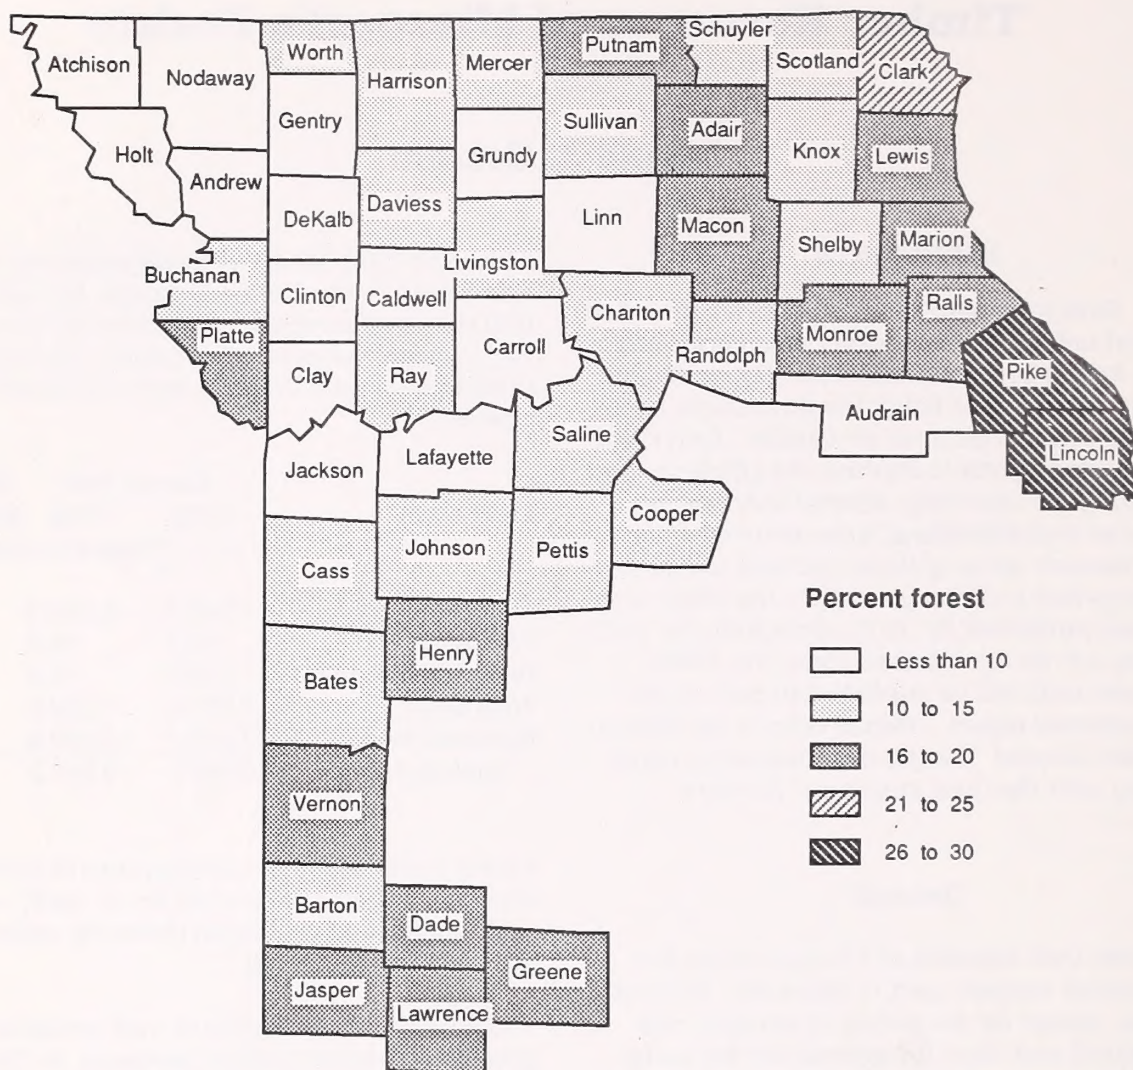 Worth
Putnam
Schuyler
Atchison
Nodaway
Harrison
Mercer
Scotland
Clark
Gentry
Sullivan
Adair
Holt
Grundy
Knox
Lewis
Andrew
DeKalb
Daviess
Linn
Macon
Shelby
Marion
Buchanan
Livingston
Clinton
Caldwell
Chariton
Ralls
Platte
Carroll
Randolph
Monroe
Clay
Ray
Pike
Audrain
Saline
Jackson
Lafayette
Lincoln
Cooper
Johnson
Pettis
Cass
Henry
Bates
Vernon
Barton
Dade
Greene
Jasper
Lawrence
Percent forest
Less than 10
10 to 15
16 to 20
21 to 25
26 to 30